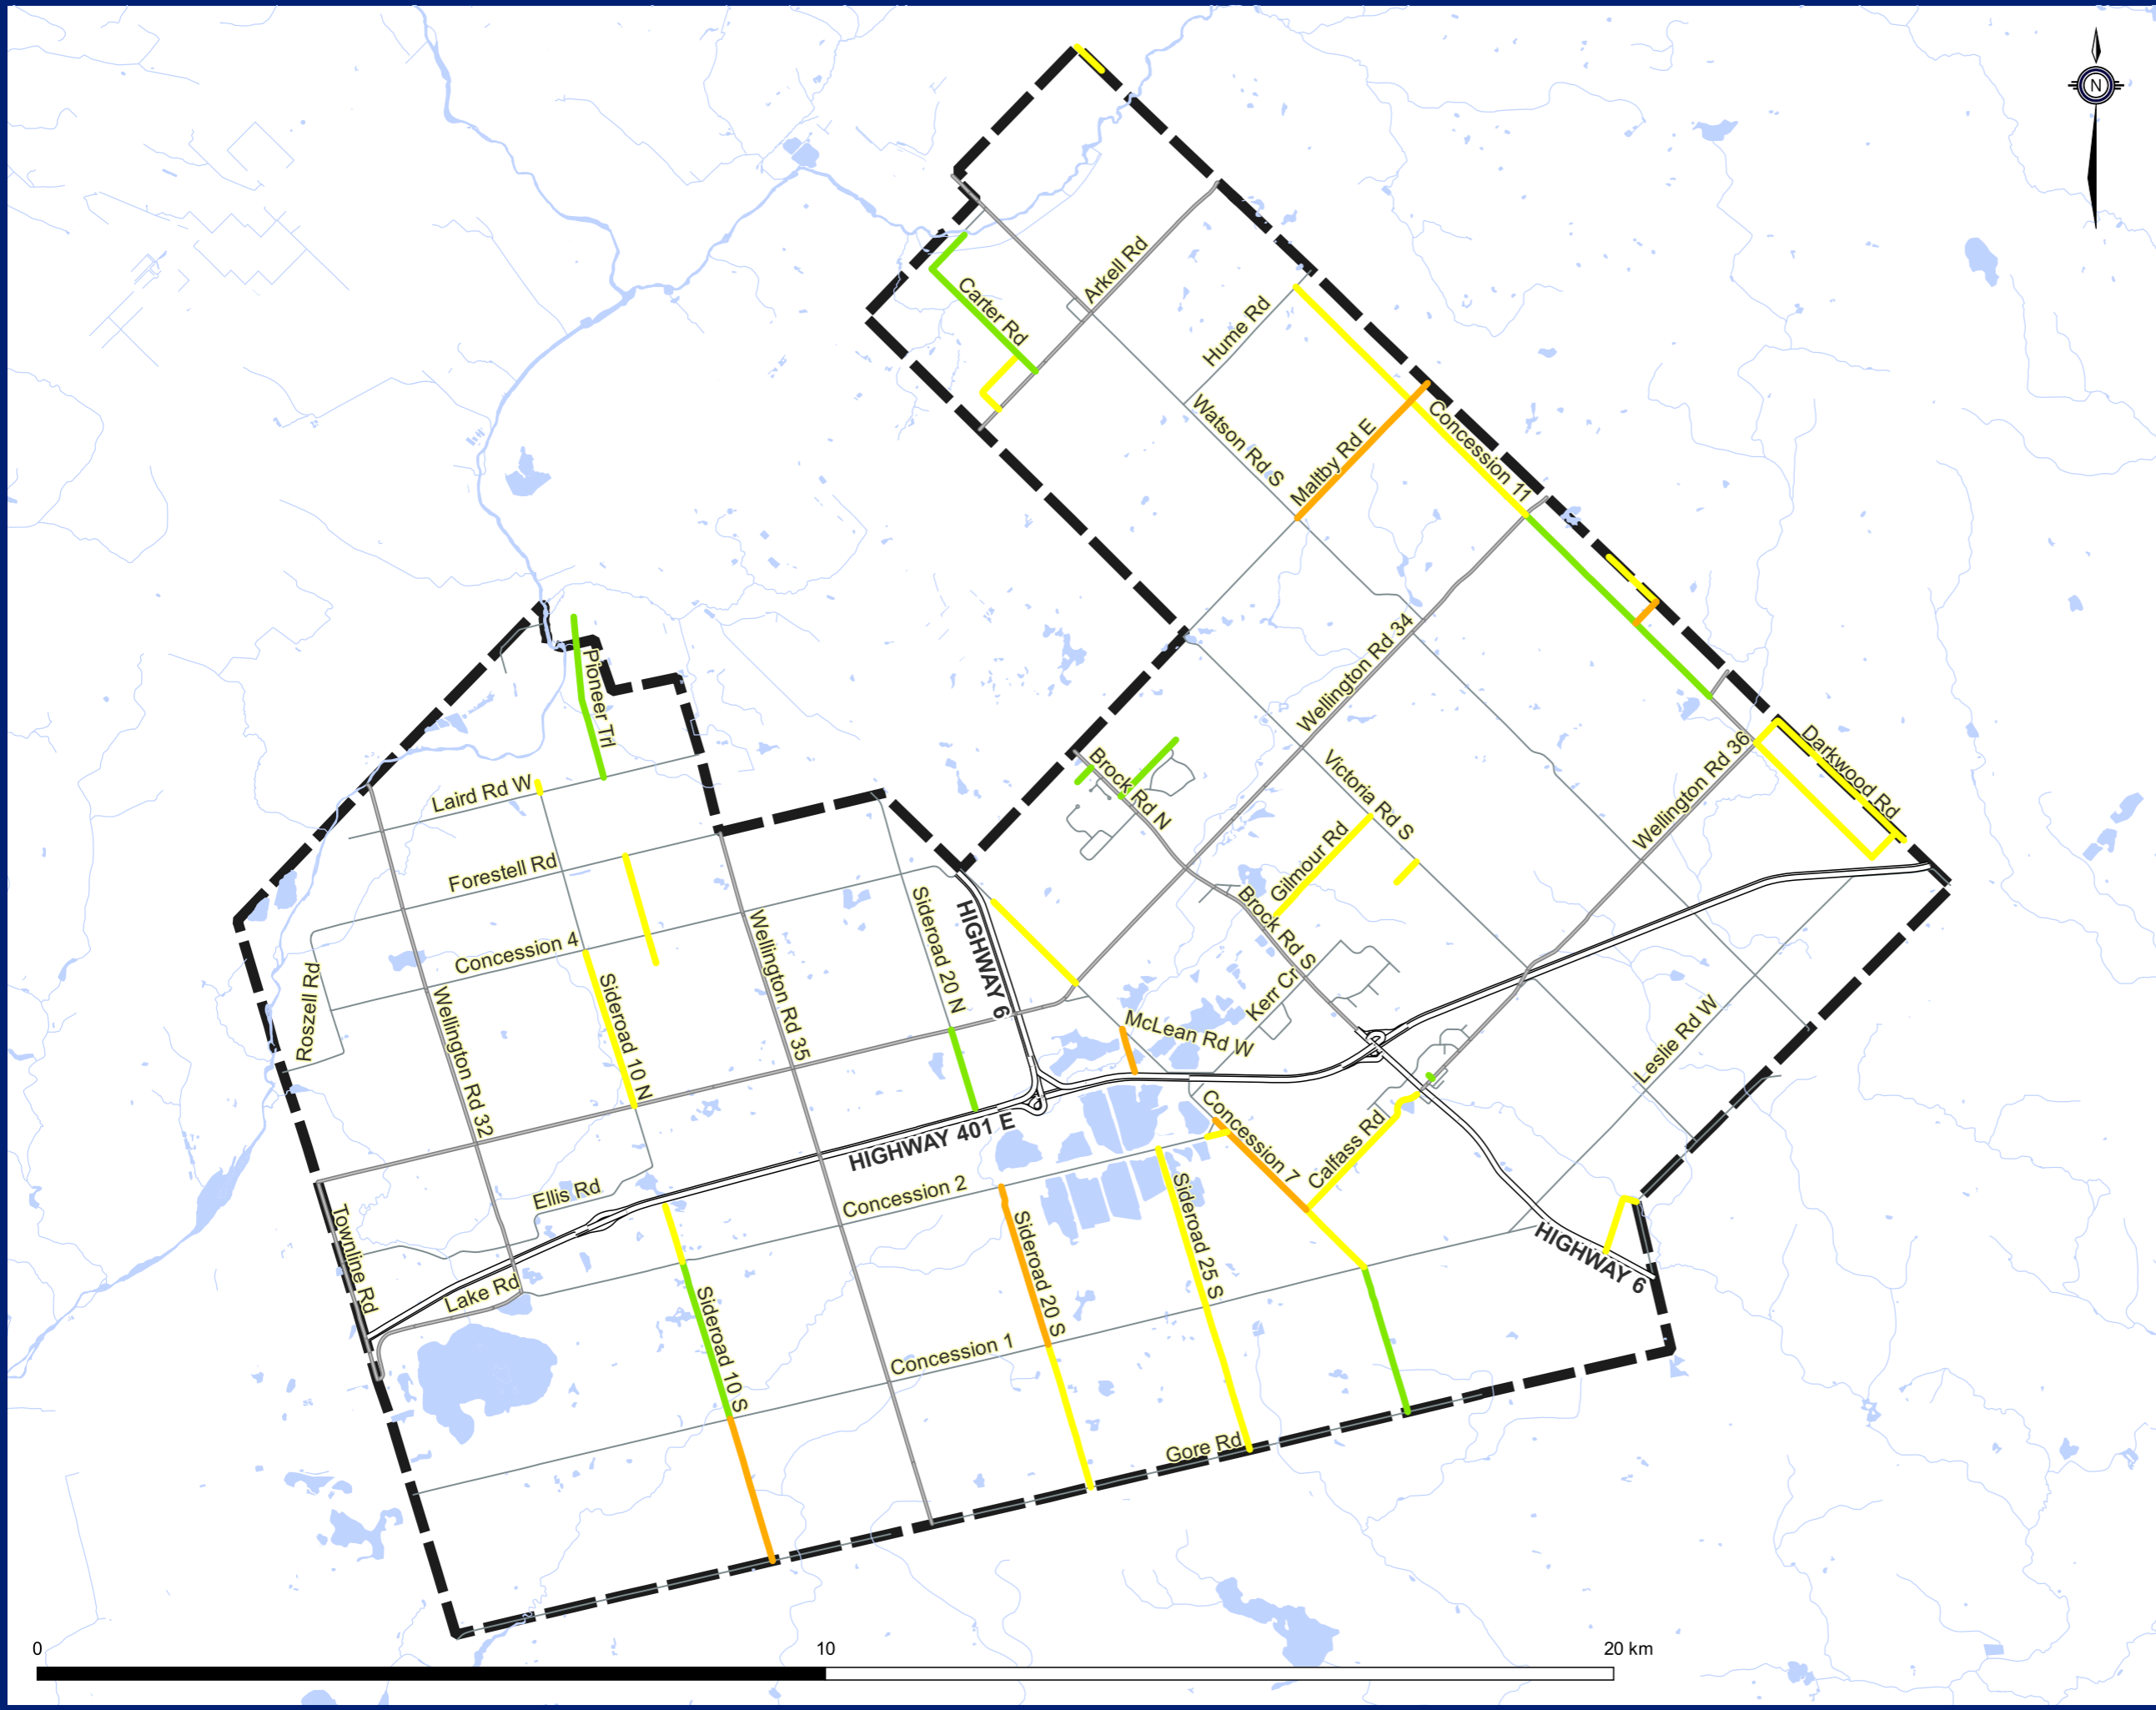 N
Arkell Rd
Carter Rd
Hume Rd
Watson Rd S
Maltby Rd E
Concession 11
Pioneer Trl
Wellington Rd 34
Laird Rd W
Brock Rd N
Victoria Rd S
Wellington Rd 36
Darkwood Rd
Forestell Rd
Gilmour Rd
Sideroad 20 N
HIGHWAY 6
Brock Rd S
Concession 4
Wellington Rd 35
Roszell Rd
Sideroad 10 N
Wellington Rd 32
Kerr Cr
McLean Rd W
Leslie Rd W
HIGHWAY 401 E
Concession 7
Calfass Rd
Ellis Rd
Concession 2
Sideroad 25 S
Townline Rd
Lake Rd
Sideroad 20 S
HIGHWAY 6
Sideroad 10 S
Concession 1
Gore Rd
0
10
20 km